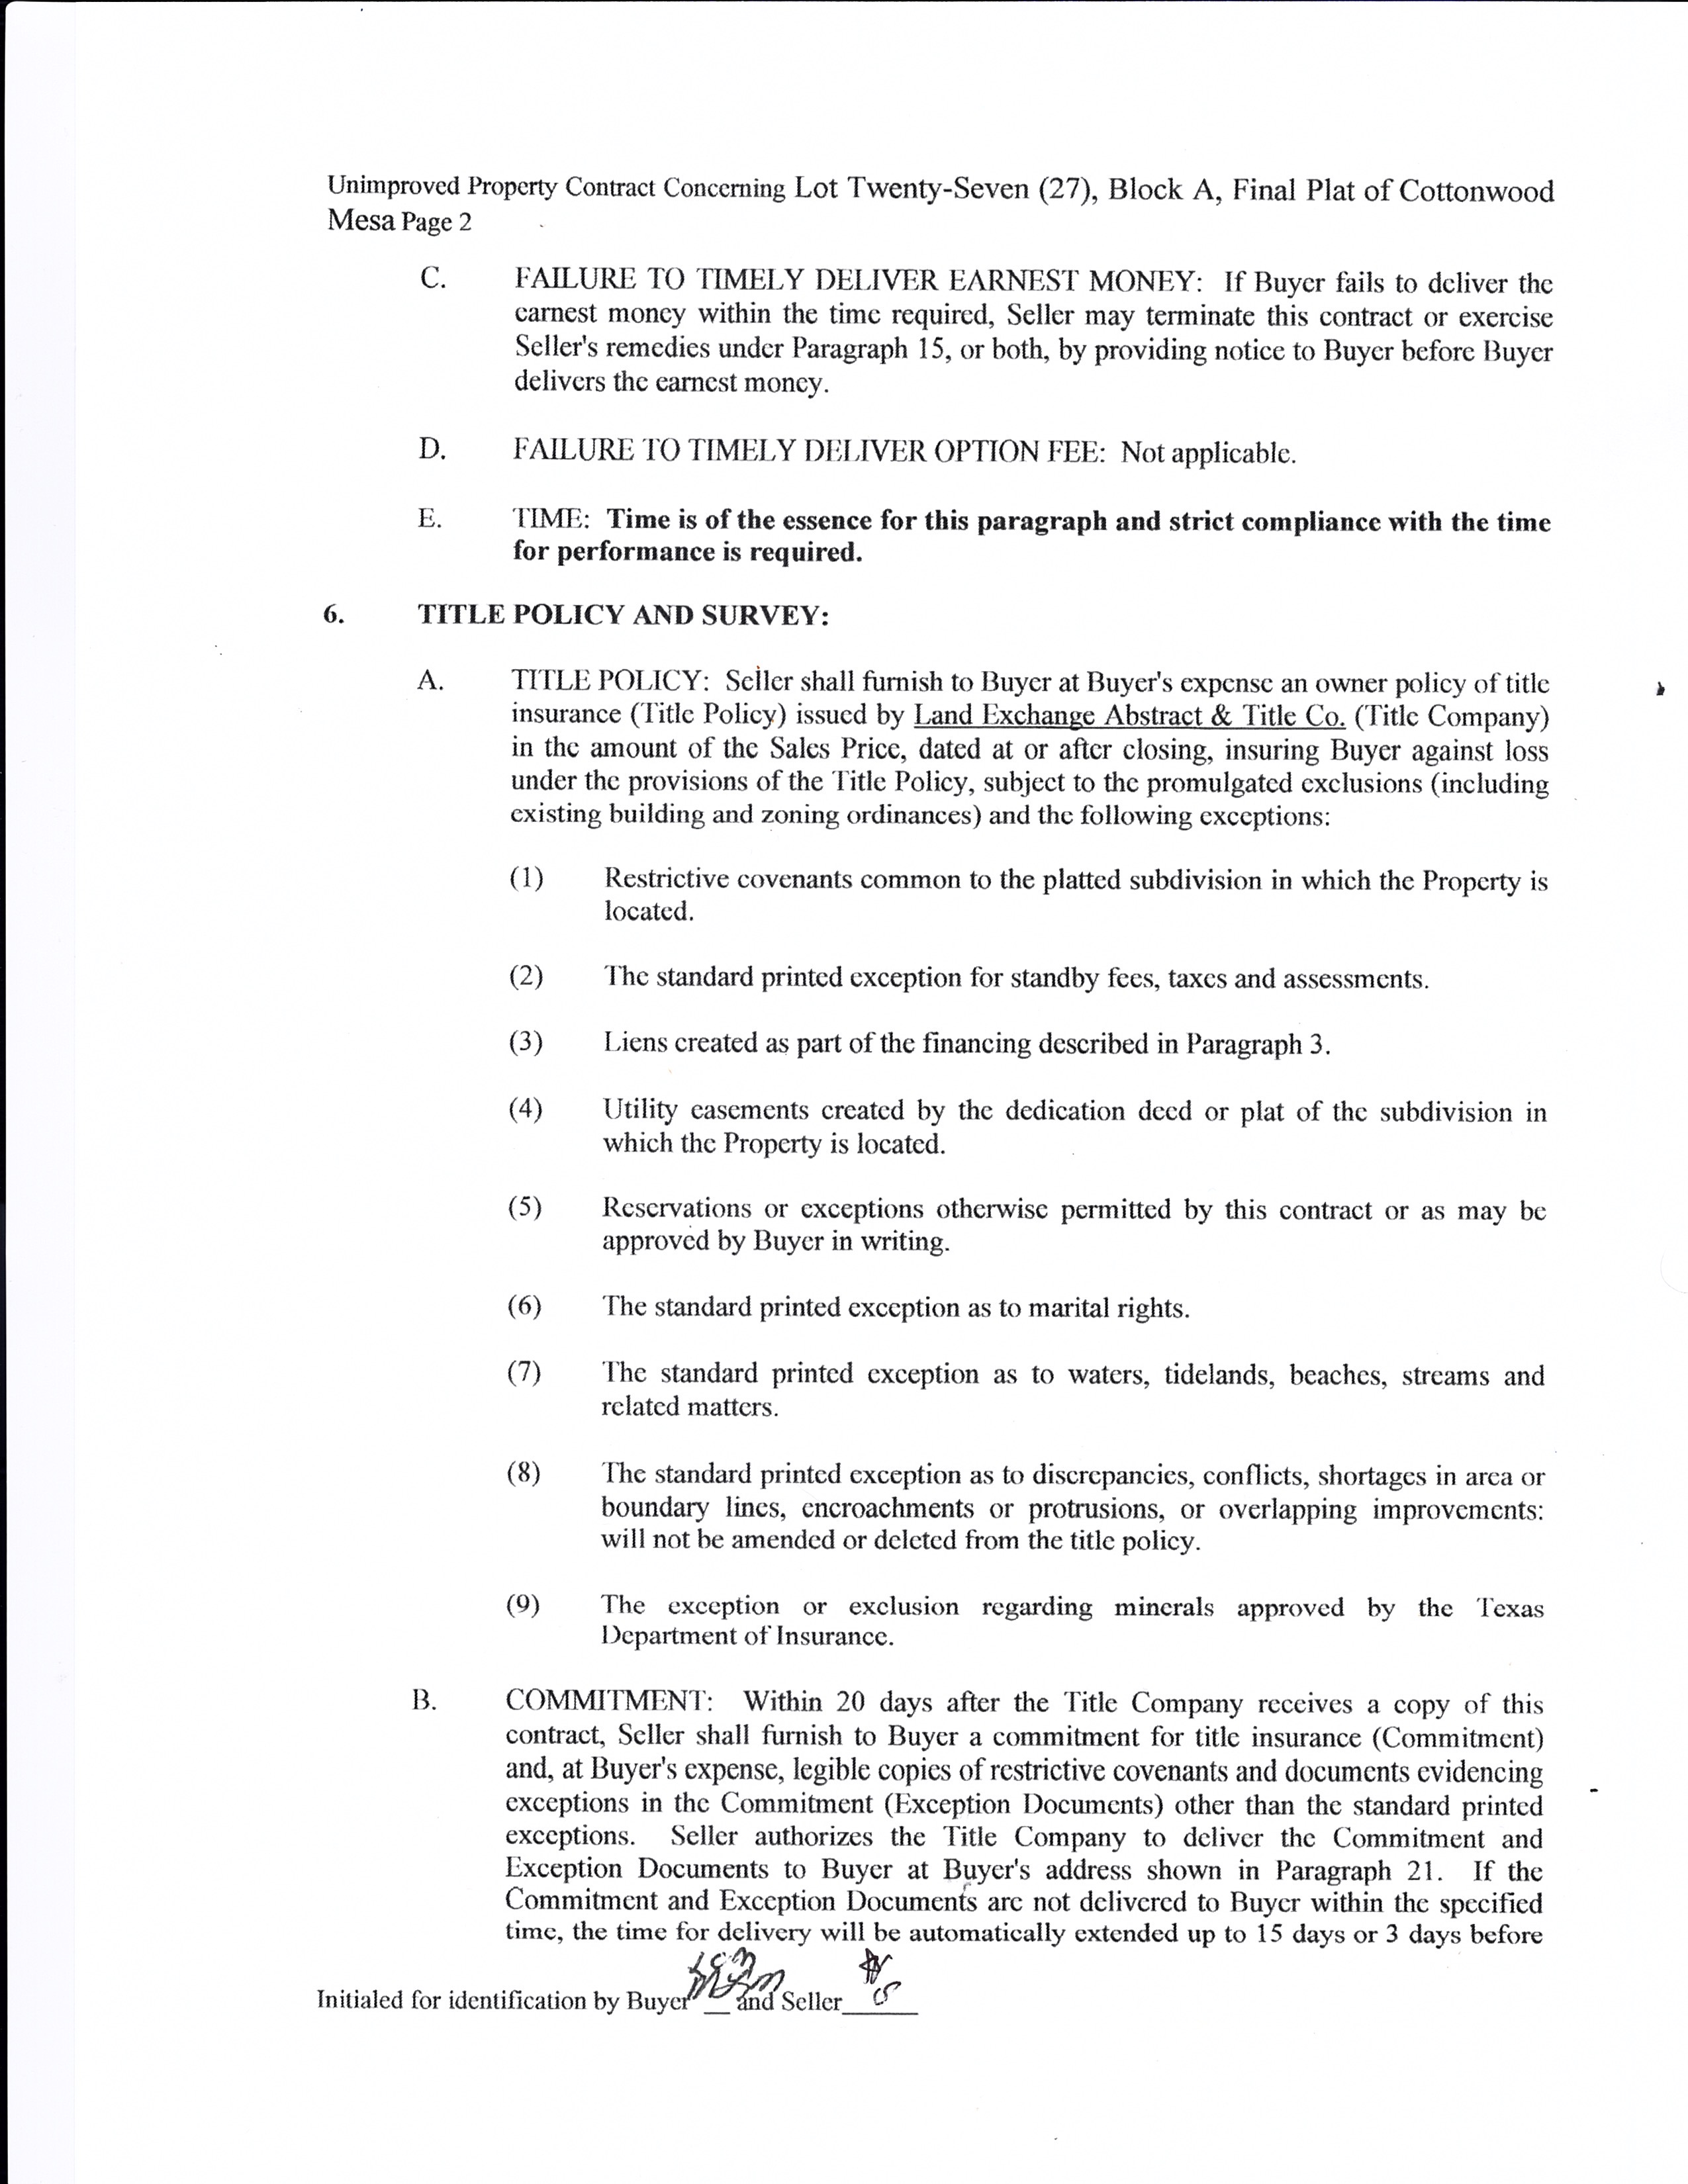 Unimproved Property Contract Concerning Lot Twenty-Seven (27), Block A, Final Plat of Cottonwood
Mesa Page 2
C. FAILURE TO TIMELY DELIVER EARNEST MONEY: If Buyer fails to deliver the
earnest money within the time required, Seller may terminate this contract or exercise
Seller's remedies under Paragraph 15, or both, by providing notice to Buyer before Buyer
delivers the earnest money.
D. FAILURE TO TIMELY DELIVER OPTION FEE: Not applicable.
E. TIME: Time is of the essence for this paragraph and strict compliance with the time
for performance is required.
6. TITLE POLICY AND SURVEY:
A. TITLE POLICY: Seller shall furnish to Buyer at Buyer's expense an owner policy of title
insurance (Title Policy) issued by Land Exchange Abstract & Title Co. (Title Company)
in the amount of the Sales Price, dated at or after closing, insuring Buyer against loss
under the provisions of the Title Policy, subject to the promulgated exclusions (including
existing building and zoning ordinances) and the following exceptions:
(1) Restrictive covenants common to the platted subdivision in which the Property is
located.
(2) The standard printed exception for standby fees, taxes and assessments.
(3) Liens created as part of the financing described in Paragraph 3.
(4) Utility easements created by the dedication deed or plat of the subdivision in
which the Property is located.
(5) Reservations or exceptions otherwise permitted by this contract or as may be
approved by Buyer in writing.
(6) The standard printed exception as to marital rights.
(7) The standard printed exception as to waters, tidelands, beaches, streams and
related matters.
(8) The standard printed exception as to discrepancies, conflicts, shortages in area or
boundary lines, encroachments or protrusions, or overlapping improvements:
will not be amended or deleted from the title policy.
(9) The exception or exclusion regarding minerals approved by the Texas
Department of Insurance.
B. COMMITMENT: Within 20 days after the Title Company receives a copy of this
contract, Seller shall furnish to Buyer a commitment for title insurance (Commitment)
and, at Buyer's expense, legible copies of restrictive covenants and documents evidencing
exceptions in the Commitment (Exception Documents) other than the standard printed
exceptions. Seller authorizes the Title Company to deliver the Commitment and
Exception Documents to Buyer at Buyer's address shown in Paragraph 21. If the
Commitment and Exception Documents are not delivered to Buyer within the specified
time, the time for delivery will be automatically extended up to 15 days or 3 days before
Initialed for identification by Buyer and Seller